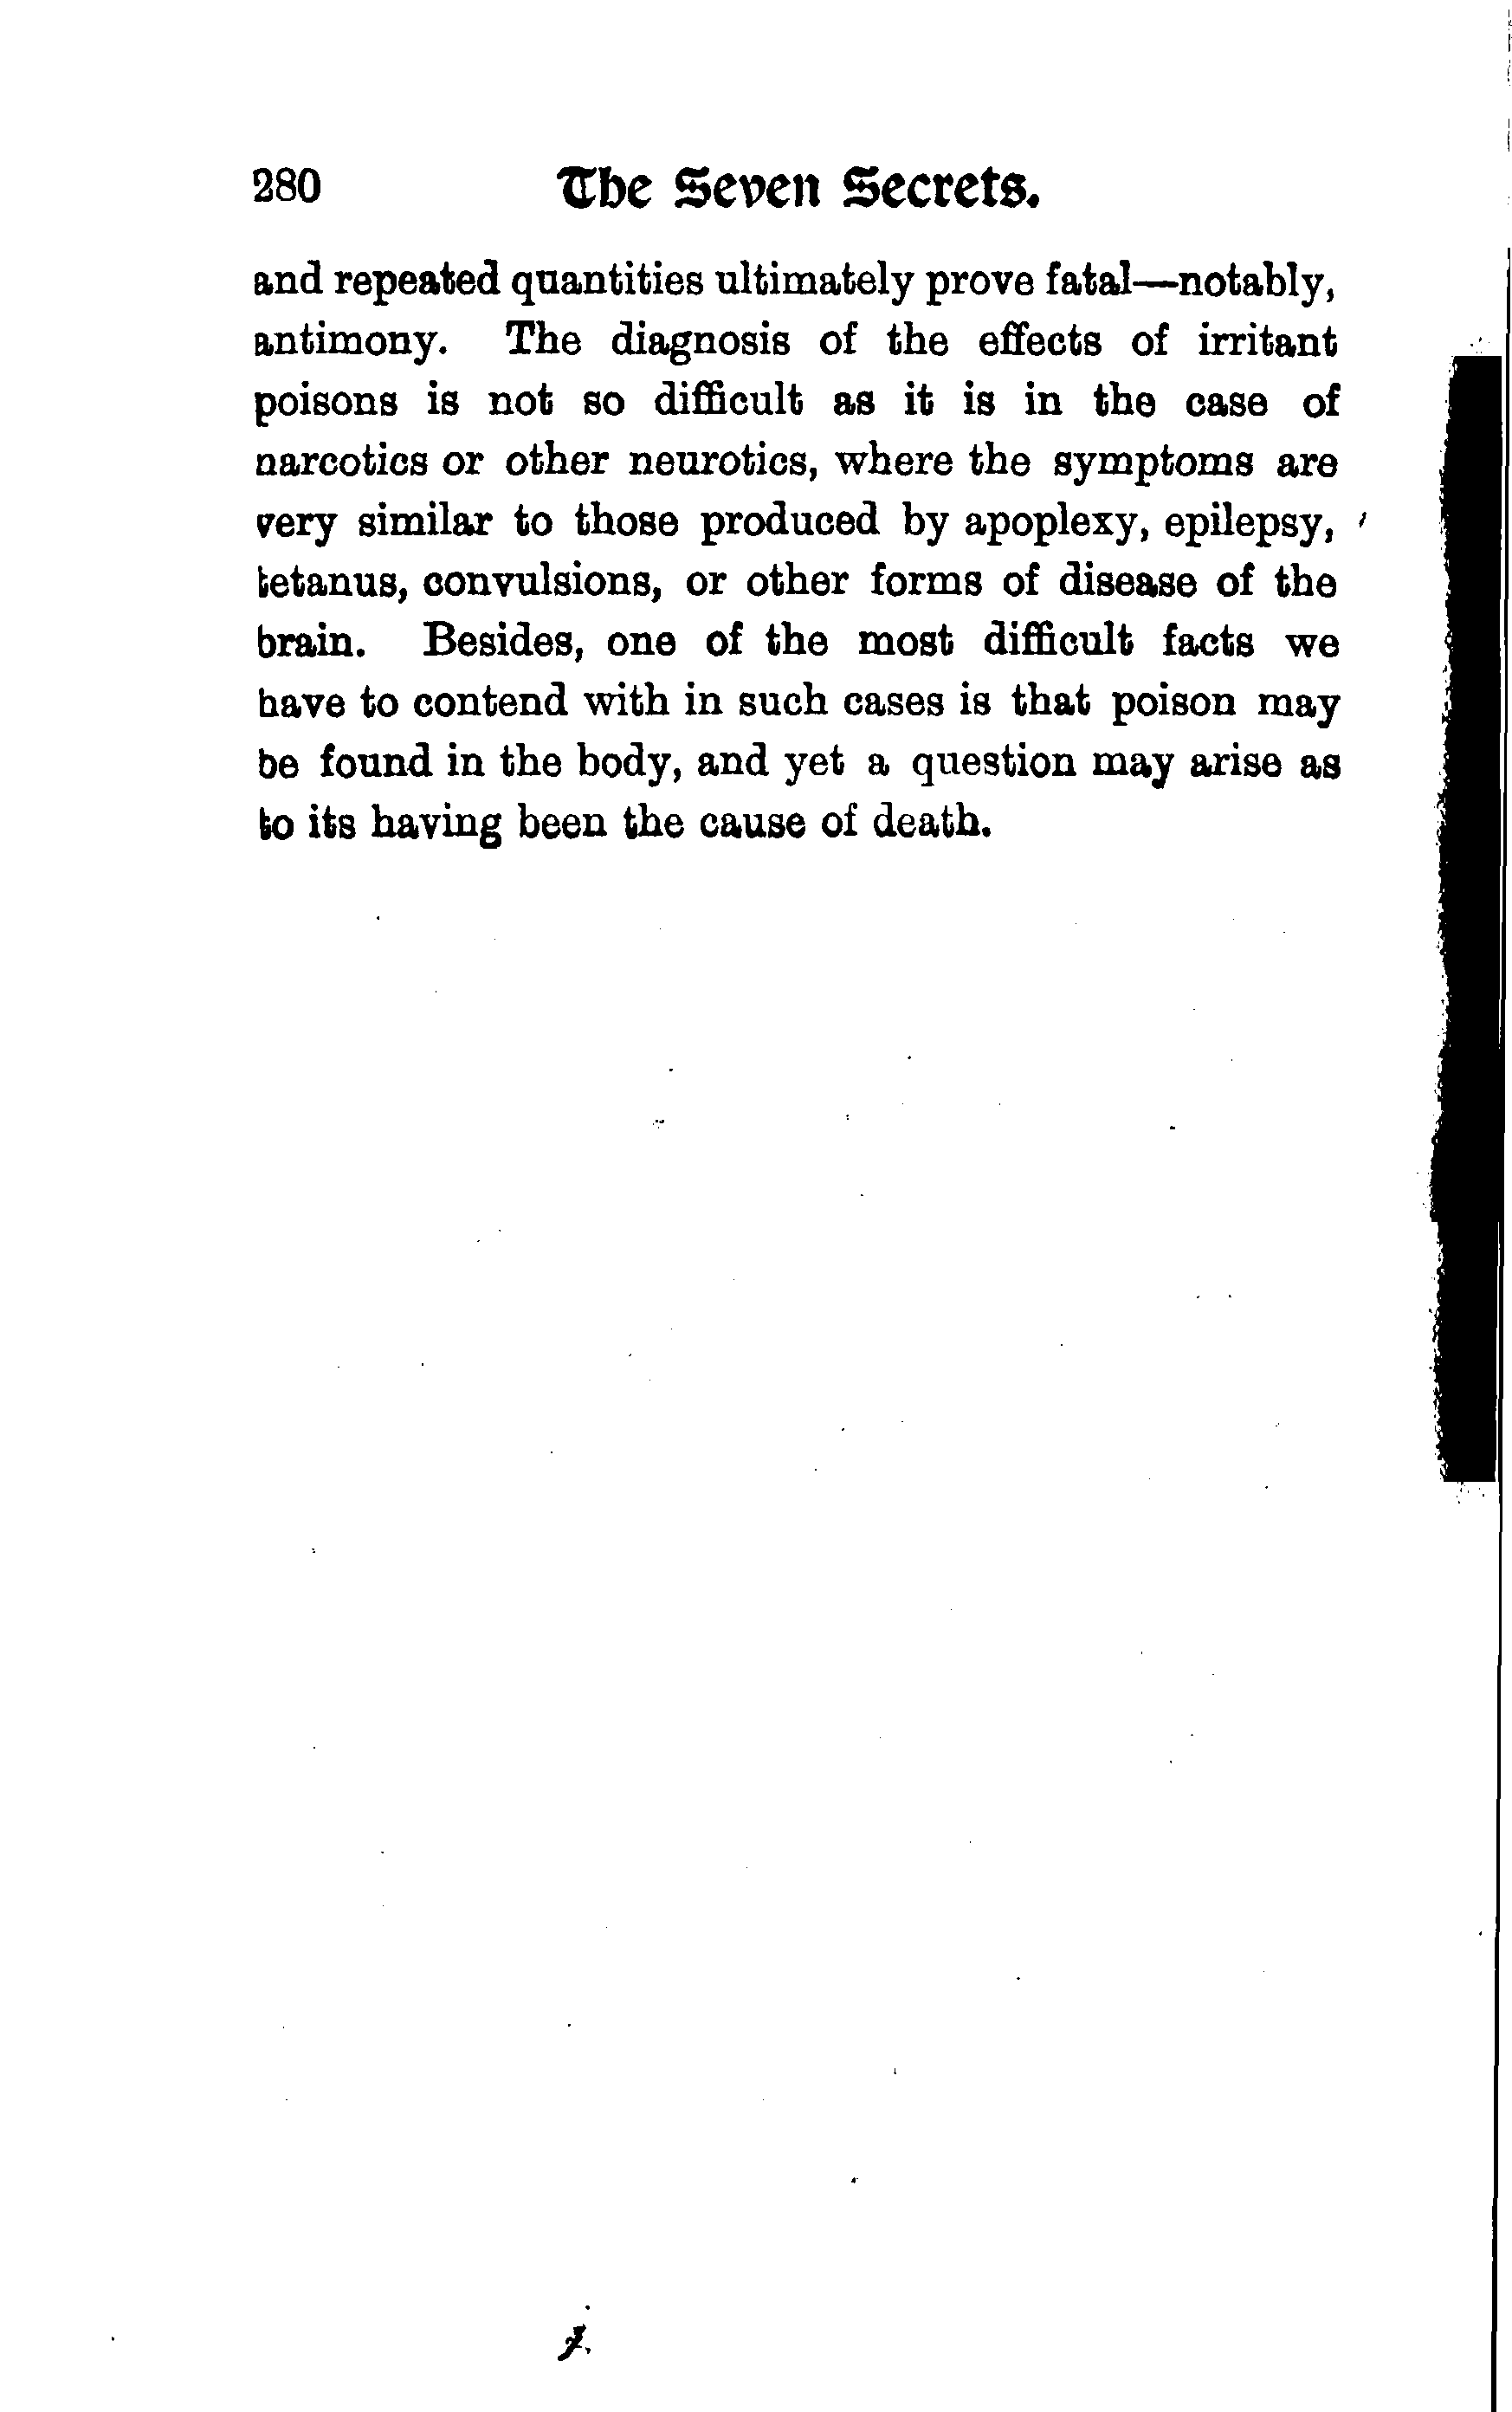 280 The Seven Secrets.
and repeated quantities ultimately prove fatal—notably,
antimony. The diagnosis of the effects of irritant
poisons is not so difficult as it is in the case of
narcotics or other neurotics, where the symptoms are
very similar to those produced by apoplexy, epilepsy,
tetanus, convulsions, or other forms of disease of the
brain. Besides, one of the most difficult facts we
have to contend with in such cases is that poison may
be found in the body, and yet a question may arise as
to its having been the cause of death.